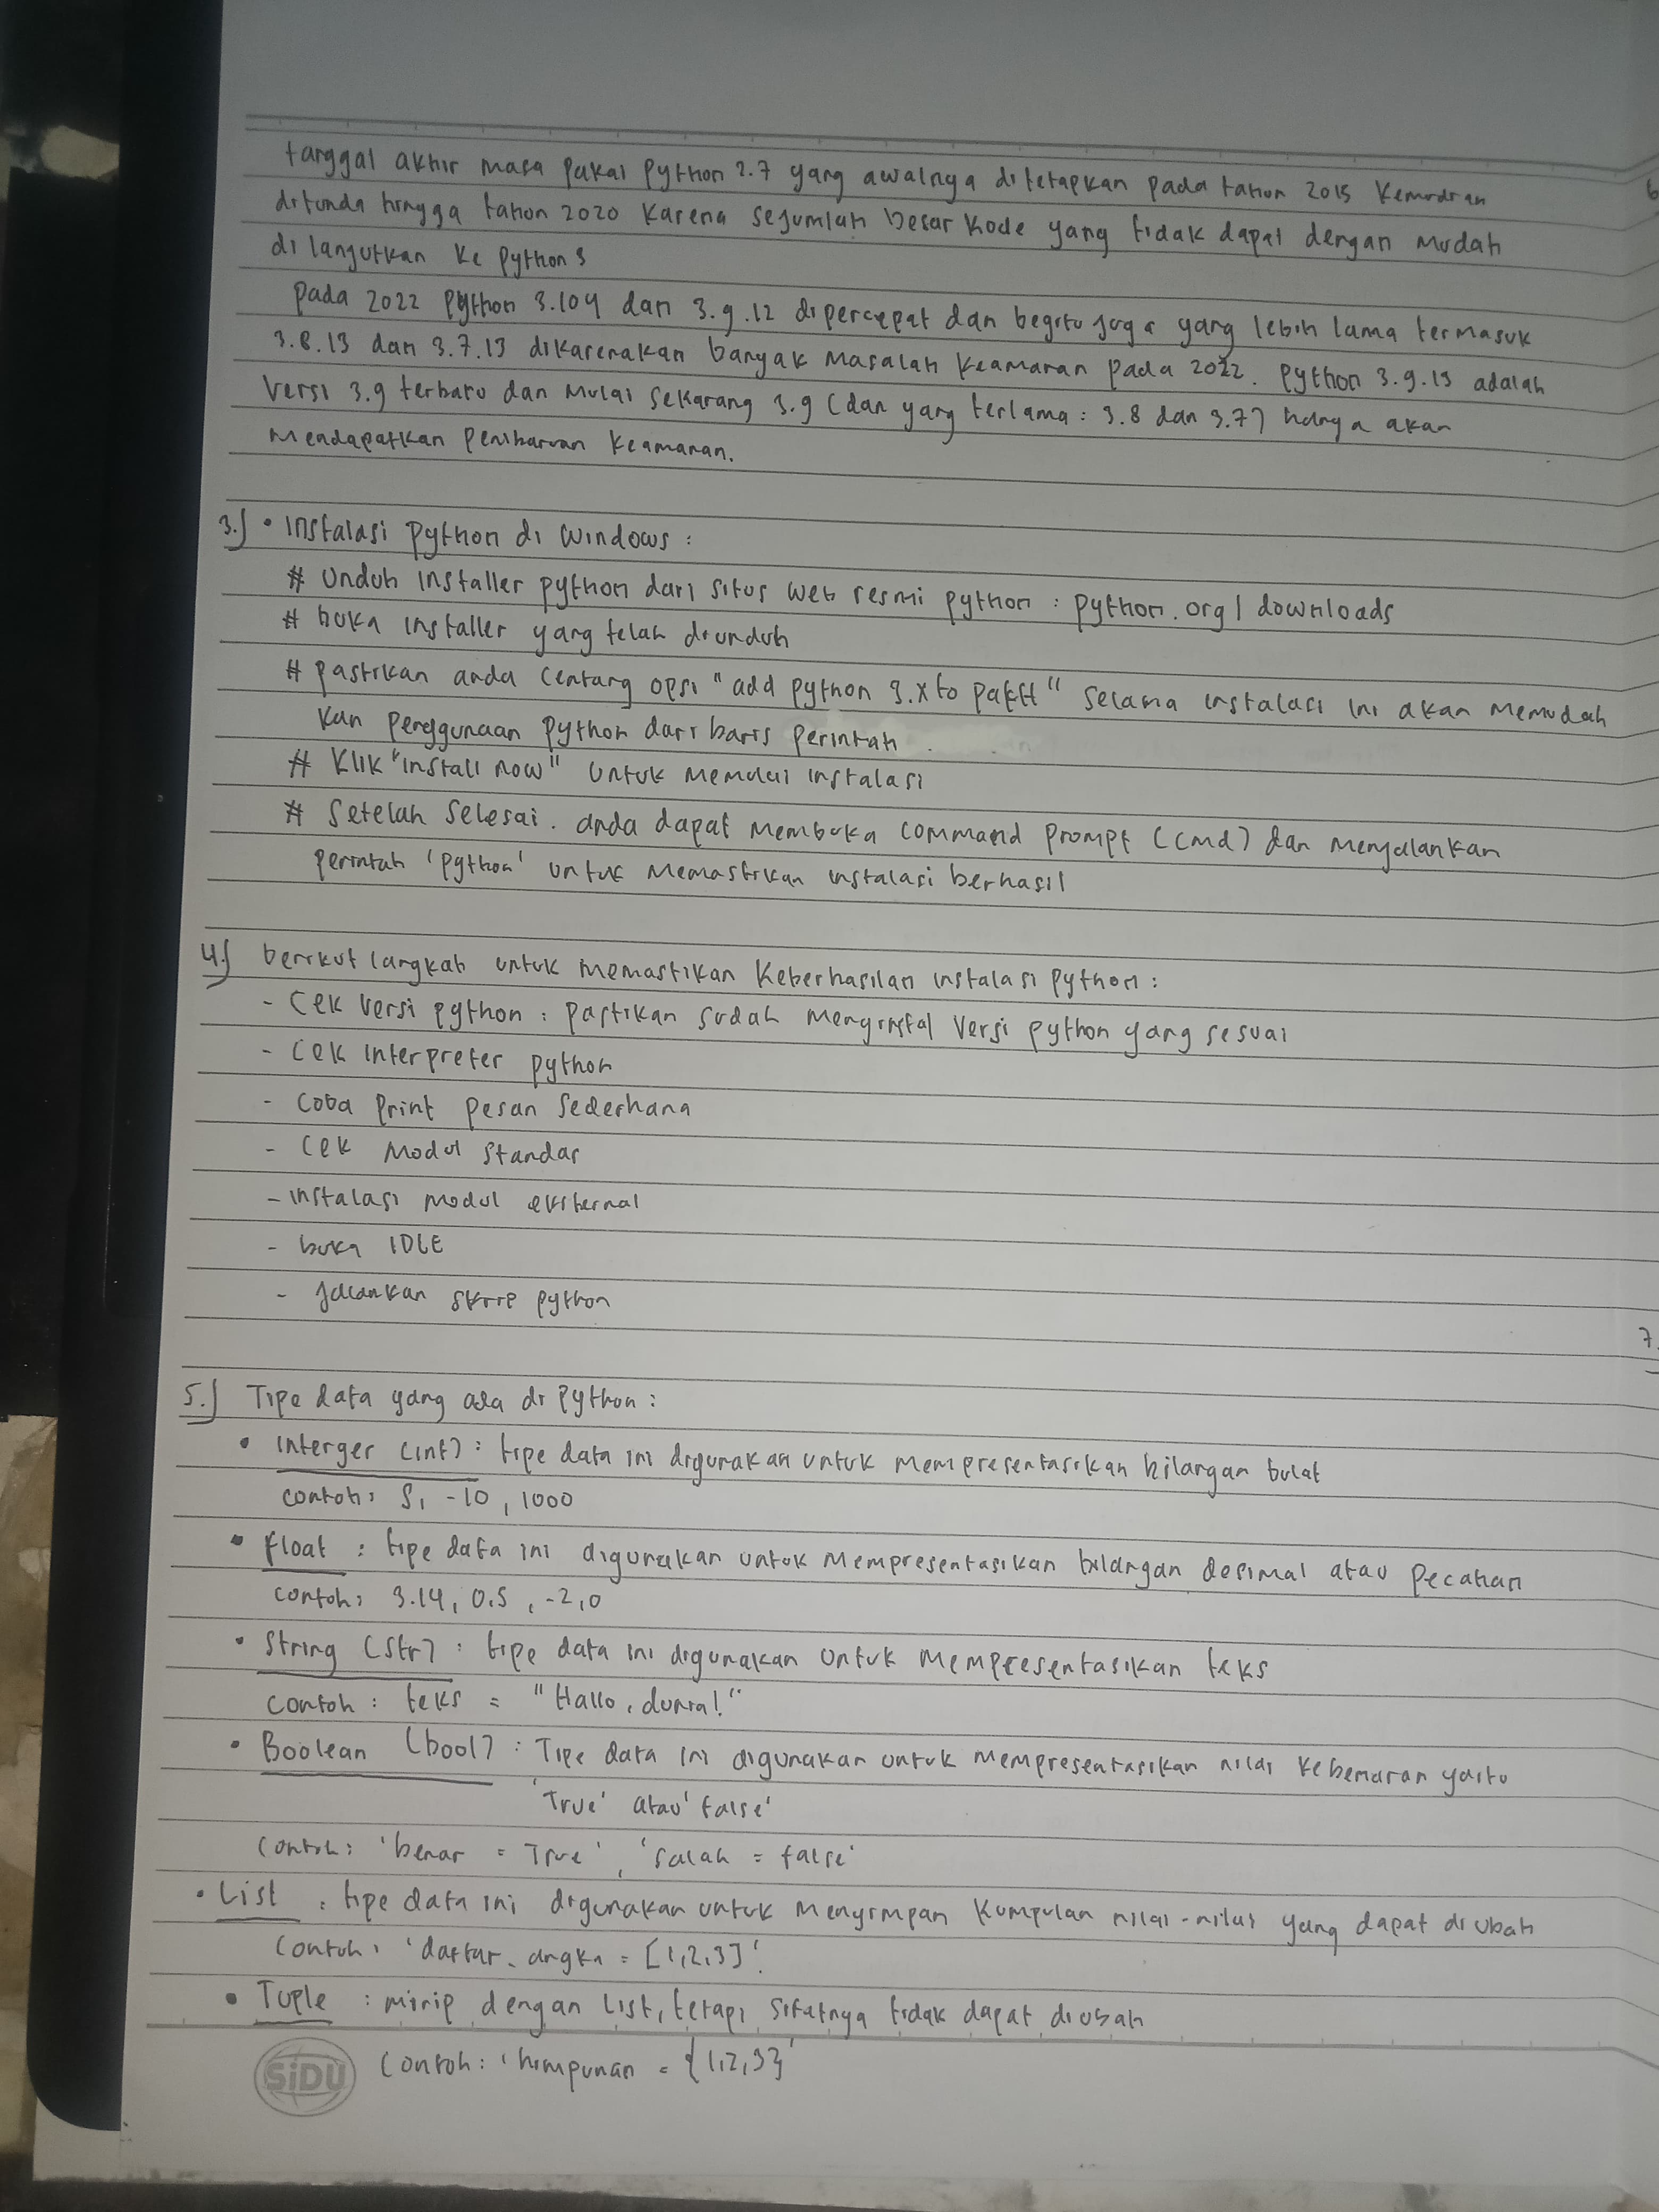 tanggal akhir masa pakai python 2.7 yang awalnya ditetapkan pada tahun 2015 kemudian
ditunda hingga tahun 2020 karena sejumlah besar kode yang tidak dapat dengan mudah
dilanjutkan ke python 3
pada 2022 python 3.104 dan 3.9.12 dipercepat dan begitu juga yang lebih lama termasuk
3.8.13 dan 3.7.13 dikarenakan banyak masalah keamanan pada 2022. python 3.9.13 adalah
versi 3.9 terbaru dan mulai sekarang 3.9 (dan yang terlama: 3.8 dan 3.7) hanya akan
mendapatkan pembaruan keamanan.
3.) • Instalasi python di windows :
# Unduh installer python dari situs web resmi python : python.org/downloads
# buka installer yang telah diunduh
# pastikan anda centang opsi "add python 3.x to path" selama instalasi ini akan memudah
kan penggunaan python dari baris perintah.
# Klik "install now" untuk memulai instalasi
# Setelah selesai. anda dapat membuka command prompt (cmd) dan menjalankan
perintah 'python' untuk memastikan instalasi berhasil
4.) berikut langkah untuk memastikan keberhasilan instalasi python :
- Cek versi python : pastikan sudah menginstal versi python yang sesuai
- cek interpreter python
- coba print pesan sederhana
- cek modul standar
- instalasi modul eksternal
- buka IDLE
- jalankan skrip python
5.) Tipe data yang ada di python :
• interger (int) : tipe data ini digunakan untuk mempresentasikan bilangan bulat
contoh : 5, -10, 1000
• float : tipe data ini digunakan untuk mempresentasikan bilangan desimal atau pecahan
contoh : 3.14, 0.5, -2,0
• String (str) : tipe data ini digunakan untuk mempresentasikan teks
contoh : teks = "Hallo, dunia!"
• Boolean (bool) : Tipe data ini digunakan untuk mempresentasikan nilai kebenaran yaitu
'True' atau 'false'
contoh : 'benar = True', 'salah = false'
• List : tipe data ini digunakan untuk menyimpan kumpulan nilai-nilai yang dapat diubah
contoh : 'daftar_angka = [1,2,3]'
• Tuple : mirip dengan list, tetapi sifatnya tidak dapat diubah
contoh : 'himpunan = {1,2,3}'
SiDU
6
7.